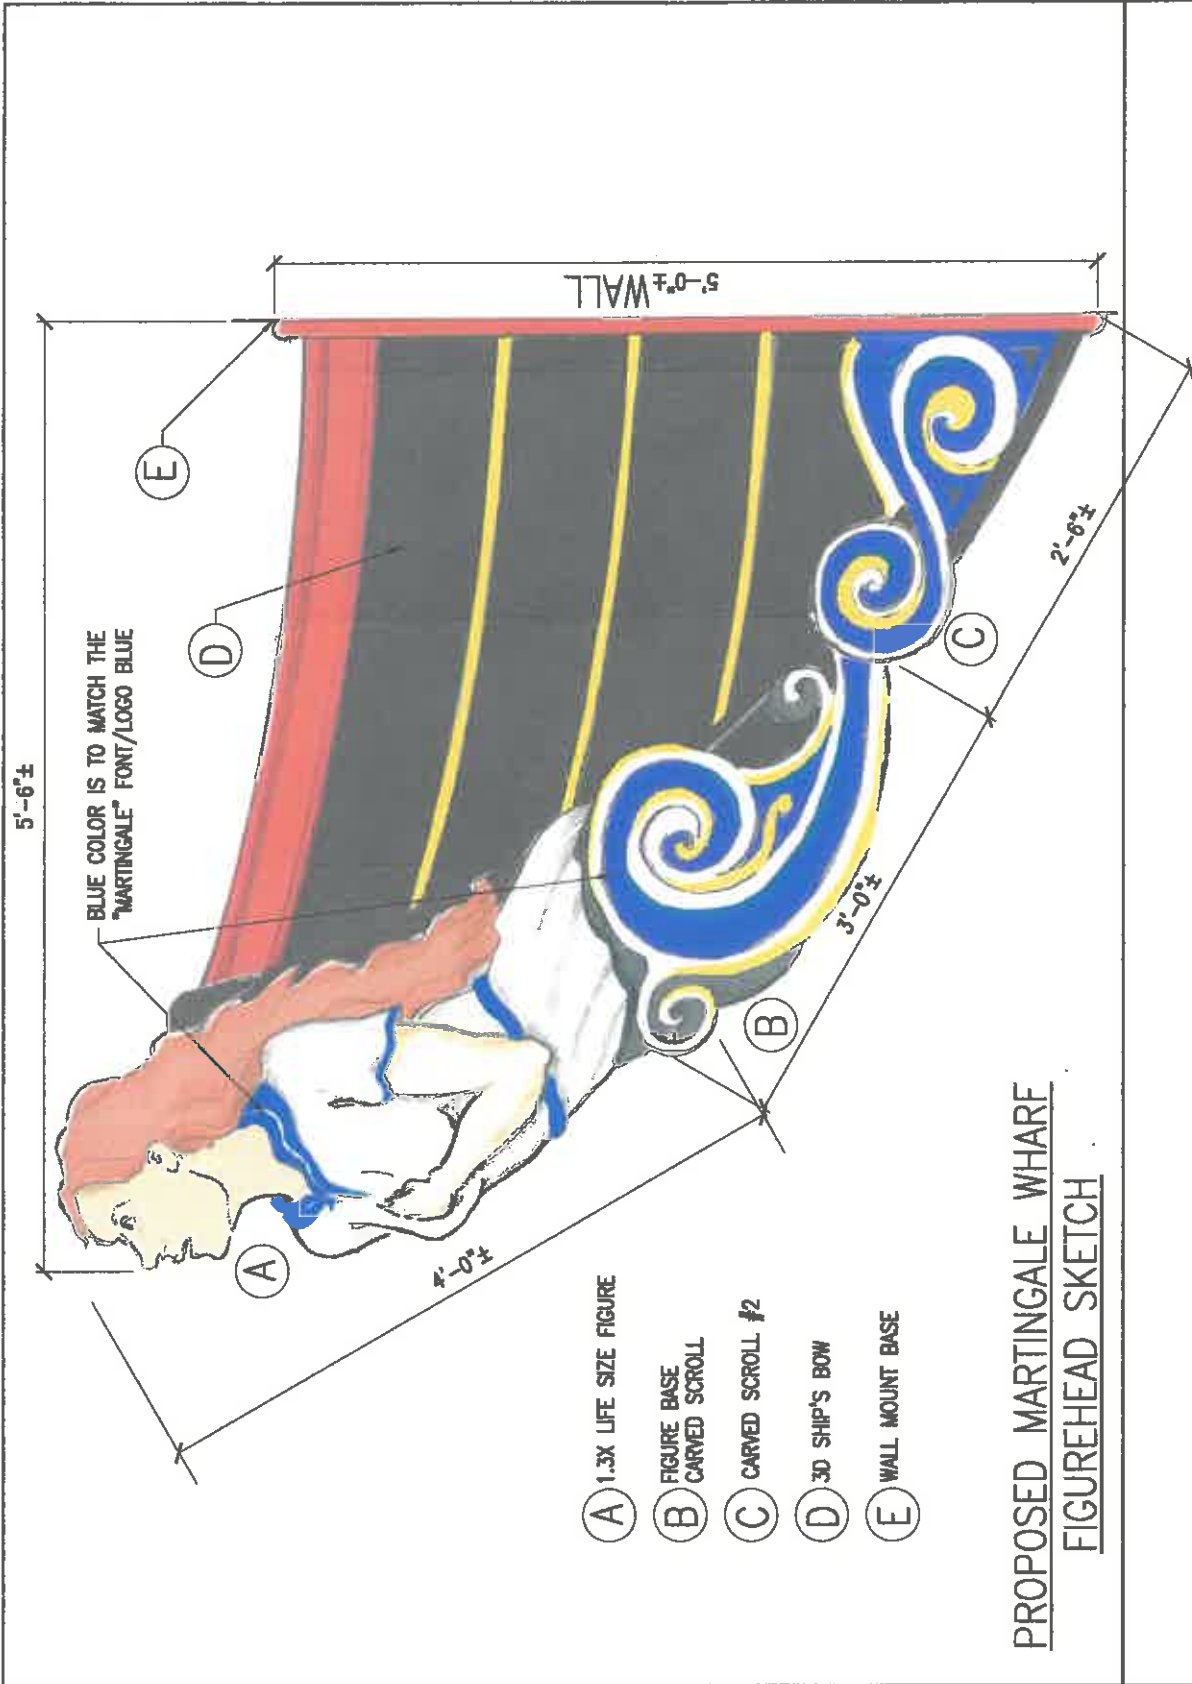 5'-6"±
BLUE COLOR IS TO MATCH THE
"MARTINGALE" FONT/LOGO BLUE
D
E
5'-0"± WALL
A
4'-0"±
B
3'-0"±
C
2'-6"±
A 1.3X LIFE SIZE FIGURE
B FIGURE BASE
CARVED SCROLL
C CARVED SCROLL #2
D 3D SHIP'S BOW
E WALL MOUNT BASE
PROPOSED MARTINGALE WHARF
FIGUREHEAD SKETCH